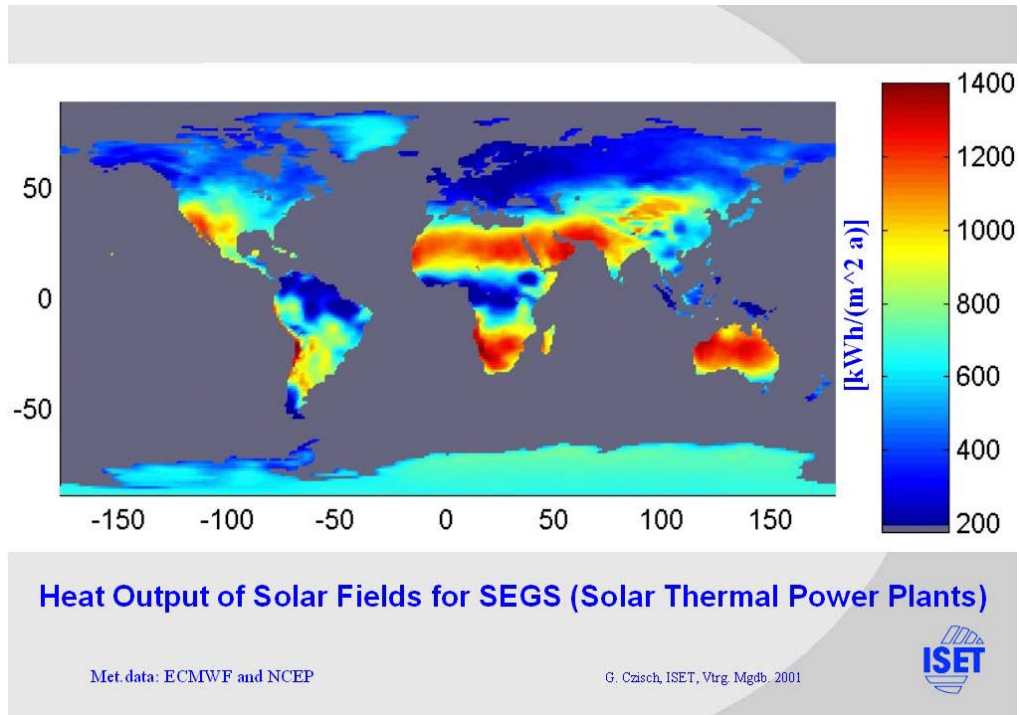 1400
1200
1000
800
600
400
200
[kWh/(m^2 a)]
50
0
-50
-150 -100 -50 0 50 100 150
Heat Output of Solar Fields for SEGS (Solar Thermal Power Plants)
Met.data: ECMWF and NCEP
G. Czisch, ISET, Vtrg. Mgdb. 2001
ISET